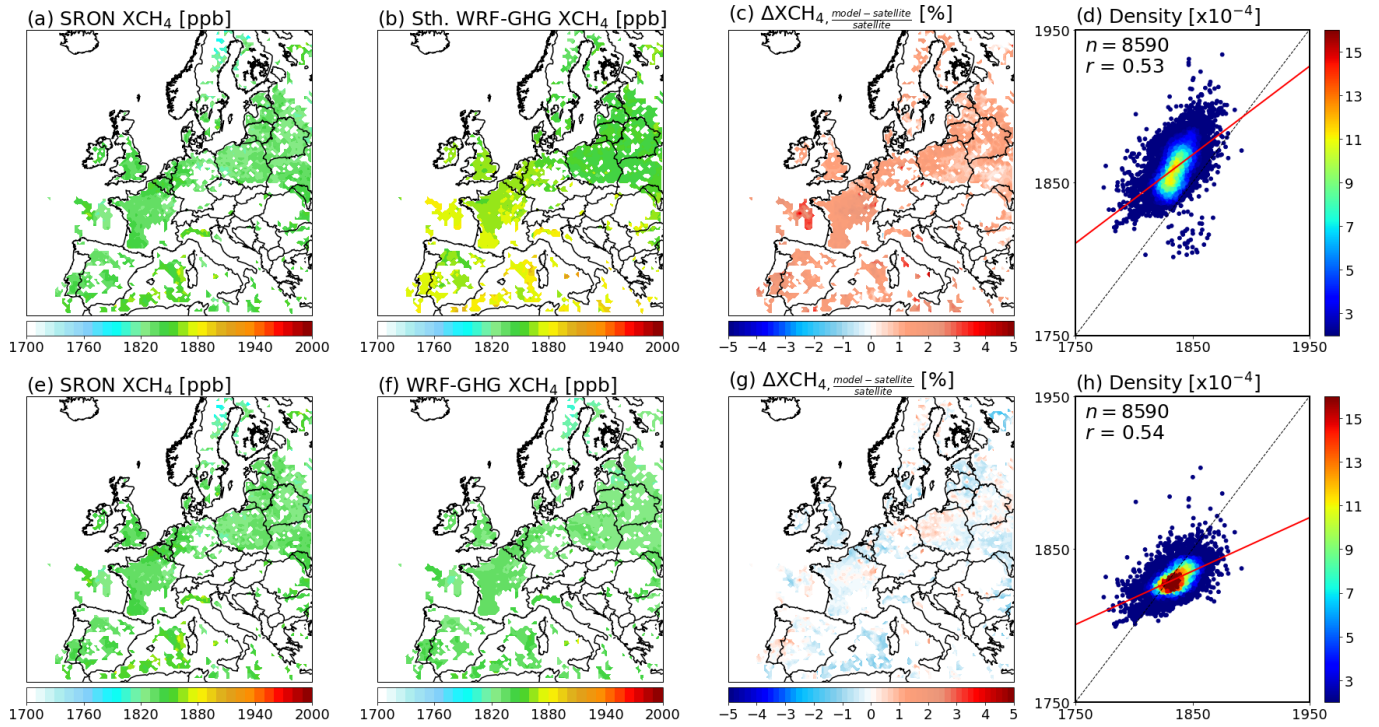 (a) SRON XCH₄ [ppb]
(b) Sth. WRF-GHG XCH₄ [ppb]
(c) ΔXCH₄, model−satellite/satellite [%]
(d) Density [x10⁻⁴]
n = 8590
r = 0.53
1950
1850
1750
1750 1850 1950
15
13
11
9
7
5
3
1700 1760 1820 1880 1940 2000
1700 1760 1820 1880 1940 2000
−5 −4 −3 −2 −1 0 1 2 3 4 5
(e) SRON XCH₄ [ppb]
(f) WRF-GHG XCH₄ [ppb]
(g) ΔXCH₄, model−satellite/satellite [%]
(h) Density [x10⁻⁴]
n = 8590
r = 0.54
1950
1850
1750
1750 1850 1950
15
13
11
9
7
5
3
1700 1760 1820 1880 1940 2000
1700 1760 1820 1880 1940 2000
−5 −4 −3 −2 −1 0 1 2 3 4 5